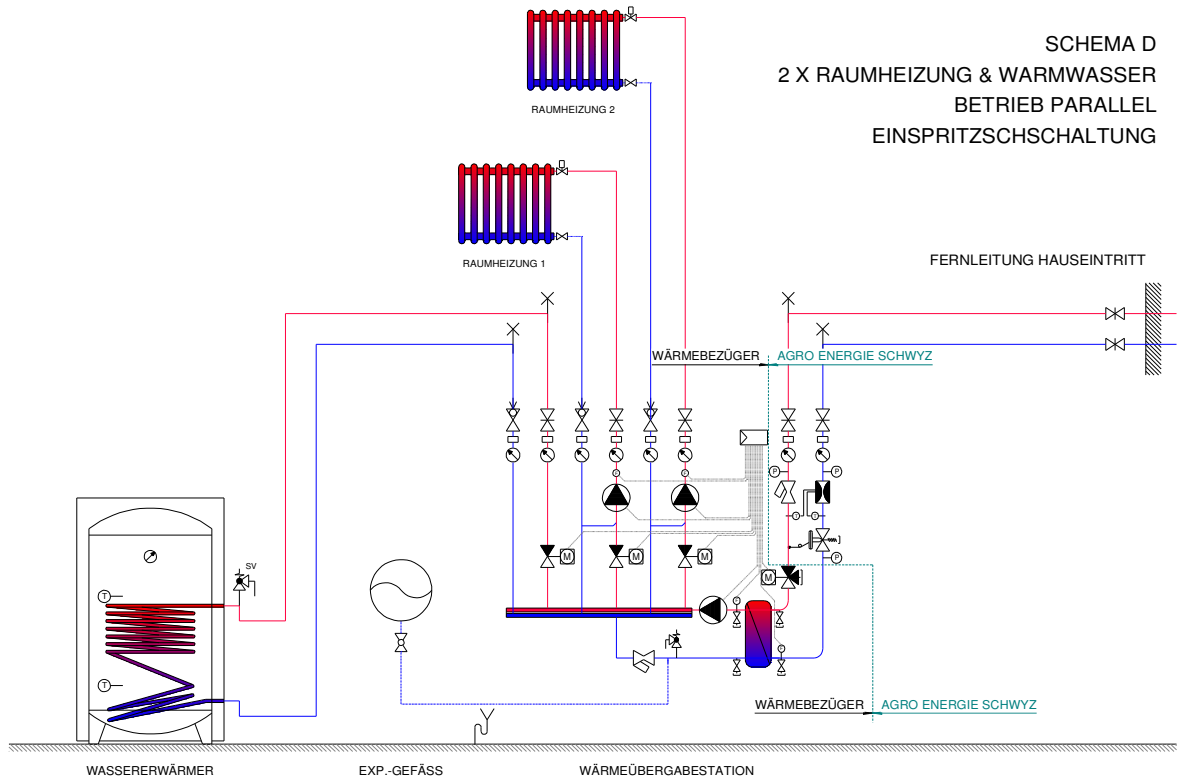 SCHEMA D
2 X RAUMHEIZUNG & WARMWASSER
BETRIEB PARALLEL
EINSPRITZSCHSCHALTUNG
RAUMHEIZUNG 2
RAUMHEIZUNG 1
FERNLEITUNG HAUSEINTRITT
WÄRMEBEZÜGER AGRO ENERGIE SCHWYZ
P P
T T
F F
M M M
P
M
SV
T
F
F
T
WÄRMEBEZÜGER AGRO ENERGIE SCHWYZ
WASSERERWÄRMER EXP.-GEFÄSS WÄRMEÜBERGABESTATION